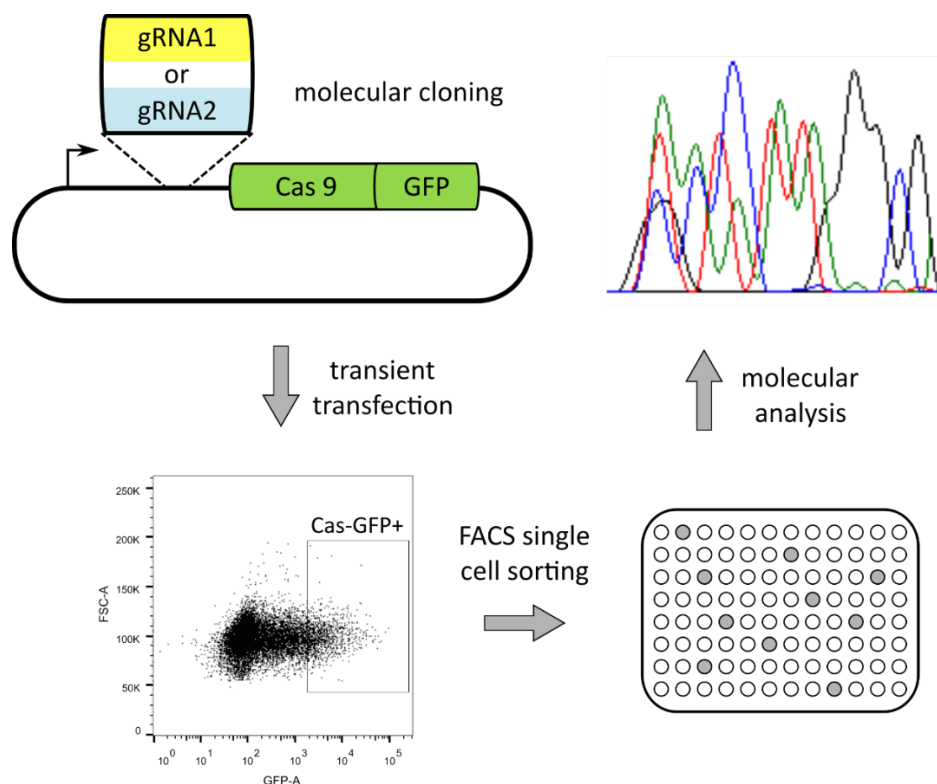 gRNA1
or
gRNA2
molecular cloning
Cas 9
GFP
transient
transfection
molecular
analysis
250K
200K
150K
100K
50K
0
FSC-A
Cas-GFP+
10^0
10^1
10^2
10^3
10^4
10^5
GFP-A
FACS single
cell sorting